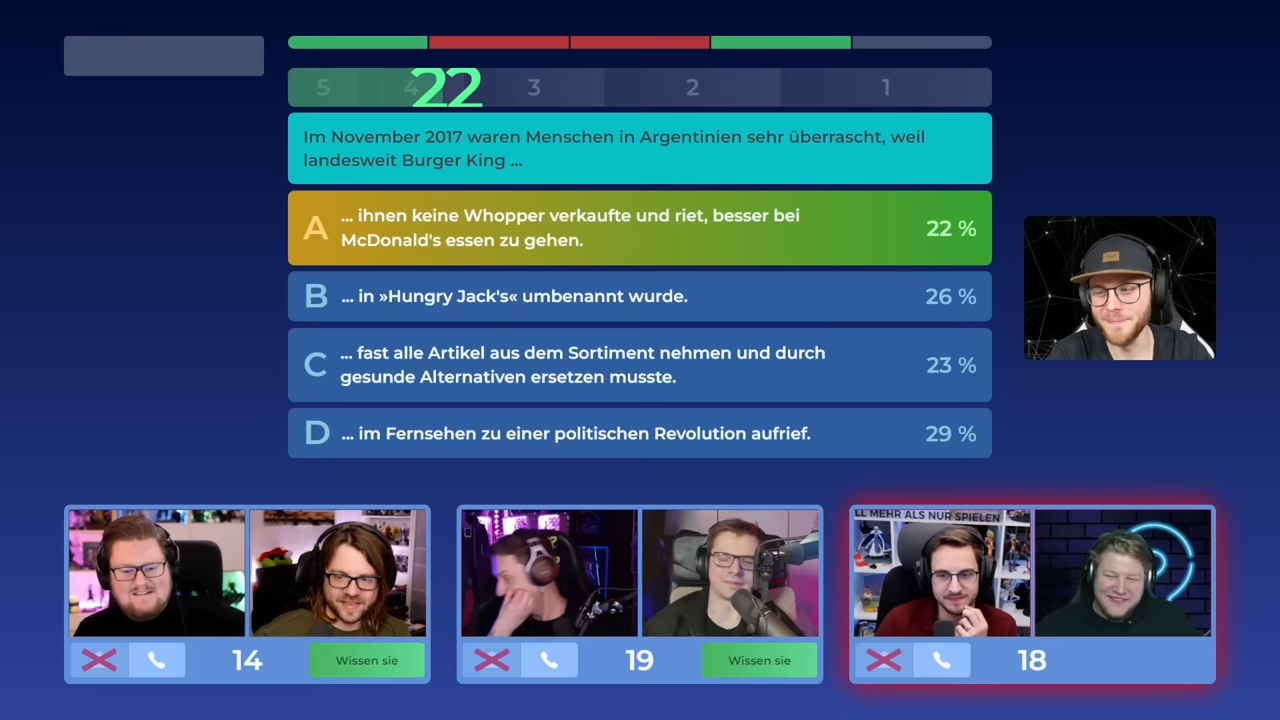 5
4
22
3
2
1
Im November 2017 waren Menschen in Argentinien sehr überrascht, weil
landesweit Burger King ...
A
... ihnen keine Whopper verkaufte und riet, besser bei
McDonald's essen zu gehen.
22 %
B
... in »Hungry Jack's« umbenannt wurde.
26 %
C
... fast alle Artikel aus dem Sortiment nehmen und durch
gesunde Alternativen ersetzen musste.
23 %
D
... im Fernsehen zu einer politischen Revolution aufrief.
29 %
LL MEHR ALS NUR SPIELEN
14
Wissen sie
19
Wissen sie
18